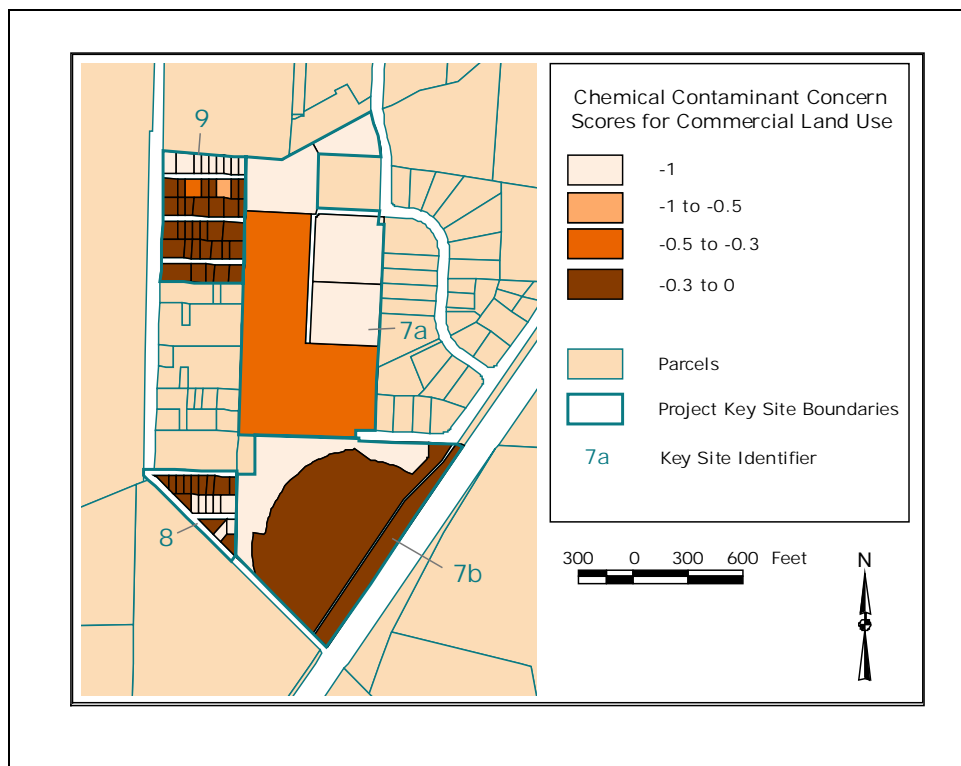 9
7a
8
7b
Chemical Contaminant Concern
Scores for Commercial Land Use
-1
-1 to -0.5
-0.5 to -0.3
-0.3 to 0
Parcels
Project Key Site Boundaries
7a Key Site Identifier
300 0 300 600 Feet
N